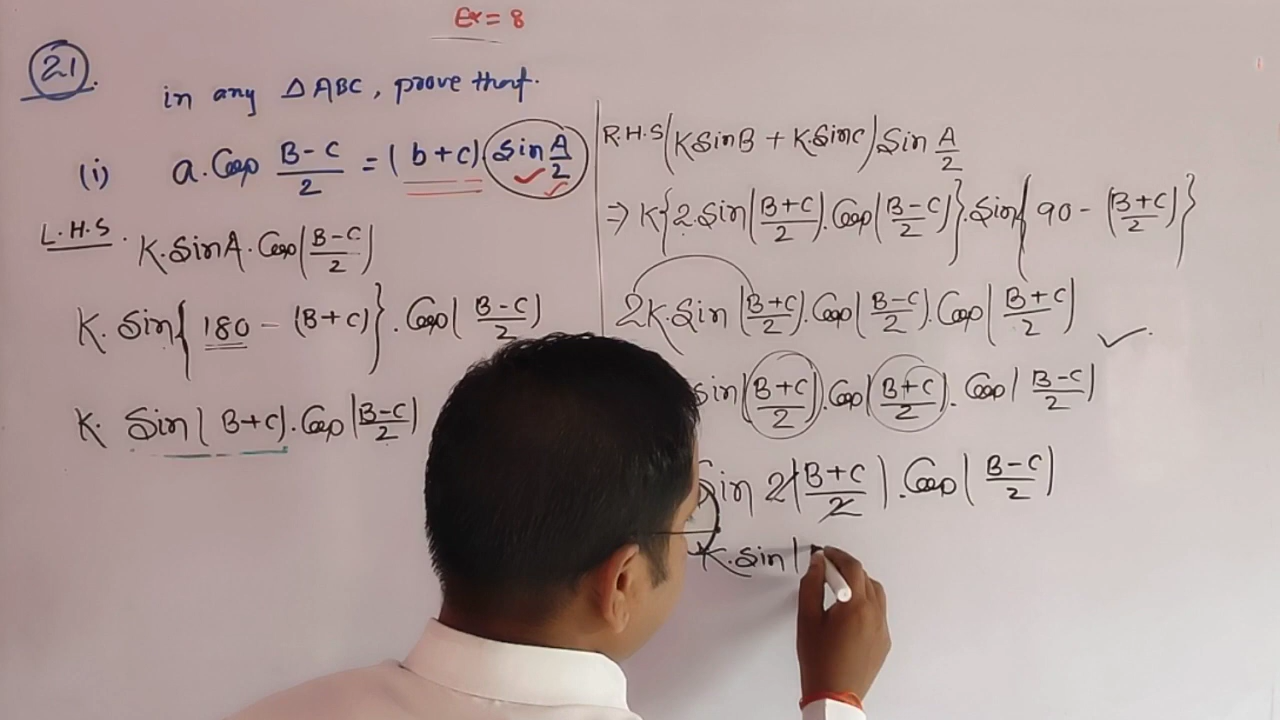 Ex = 8
21.
in any △ABC, prove that.
(i) a. Cos B-C/2 = (b+c) Sin A/2
L.H.S.
K. SinA. Cos(B-C/2)
K. Sin{180 - (B+C)}. Cos(B-C/2)
K. Sin(B+C). Cos(B-C/2)
R.H.S (K SinB + K. SinC) Sin A/2
⇒ K{2. Sin(B+C/2). Cos(B-C/2)}. Sin{90 - (B+C/2)}
2K. Sin(B+C/2). Cos(B-C/2). Cos(B+C/2) ✓.
Sin(B+C/2). Cos(B+C/2). Cos(B-C/2)
Sin 2(B+C/2). Cos(B-C/2)
K. Sin(